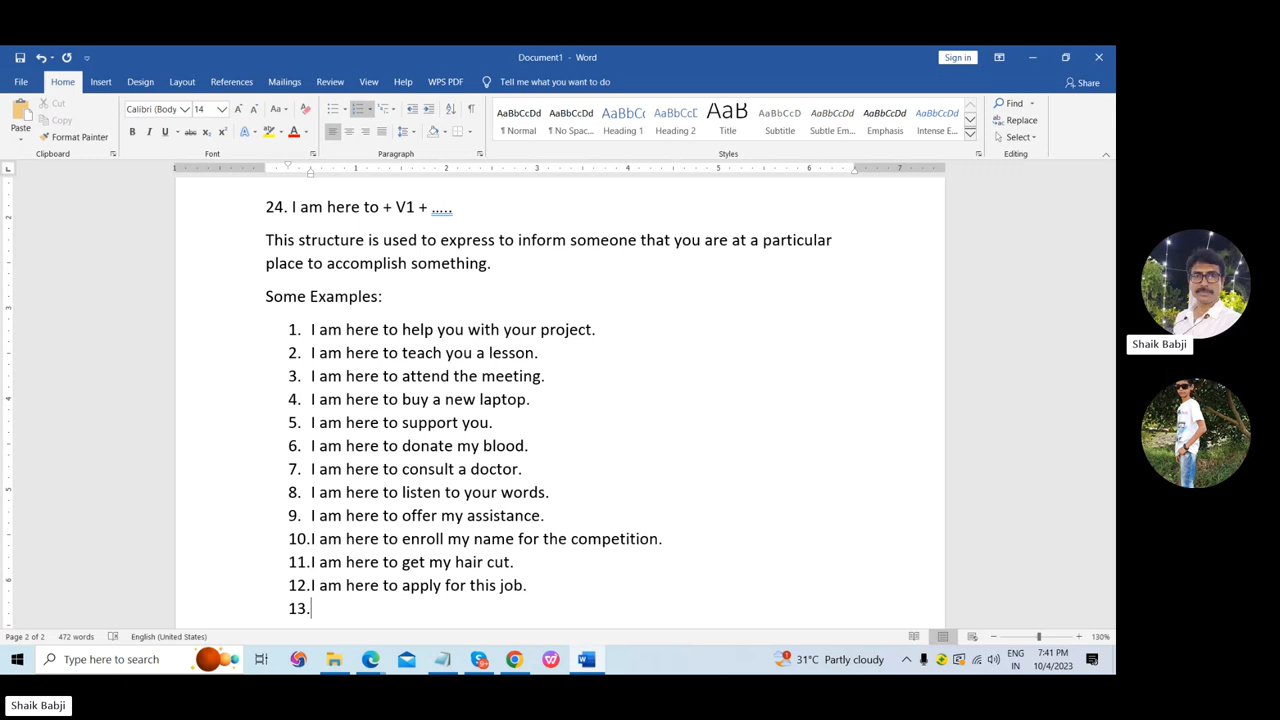 Document1 - Word
Sign in
File Home Insert Design Layout References Mailings Review View Help WPS PDF Tell me what you want to do Share
Paste
Cut
Copy
Format Painter
Calibri (Body 14
AaBbCcDd AaBbCcDd AaBbCc AaBbCcC AaB AaBbCcD AaBbCcDd AaBbCcDd AaBbCcDd
¶ Normal ¶ No Spac... Heading 1 Heading 2 Title Subtitle Subtle Em... Emphasis Intense E...
Find
Replace
Select
Clipboard Font Paragraph Styles Editing
1 1 2 3 4 5 6 7
24. I am here to + V1 + .....
This structure is used to express to inform someone that you are at a particular
place to accomplish something.
Some Examples:
1. I am here to help you with your project.
2. I am here to teach you a lesson.
3. I am here to attend the meeting.
4. I am here to buy a new laptop.
5. I am here to support you.
6. I am here to donate my blood.
7. I am here to consult a doctor.
8. I am here to listen to your words.
9. I am here to offer my assistance.
10.I am here to enroll my name for the competition.
11.I am here to get my hair cut.
12.I am here to apply for this job.
13.
Page 2 of 2 472 words English (United States) 130%
Type here to search
31°C Partly cloudy
ENG
IN
7:41 PM
10/4/2023
Shaik Babji
Shaik Babji